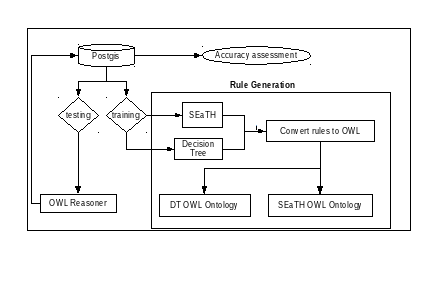 Postgis
Accuracy assessment
Rule Generation
testing
training
SEaTH
Convert rules to OWL
Decision
Tree
OWL Reasoner
DT OWL Ontology
SEaTH OWL Ontology